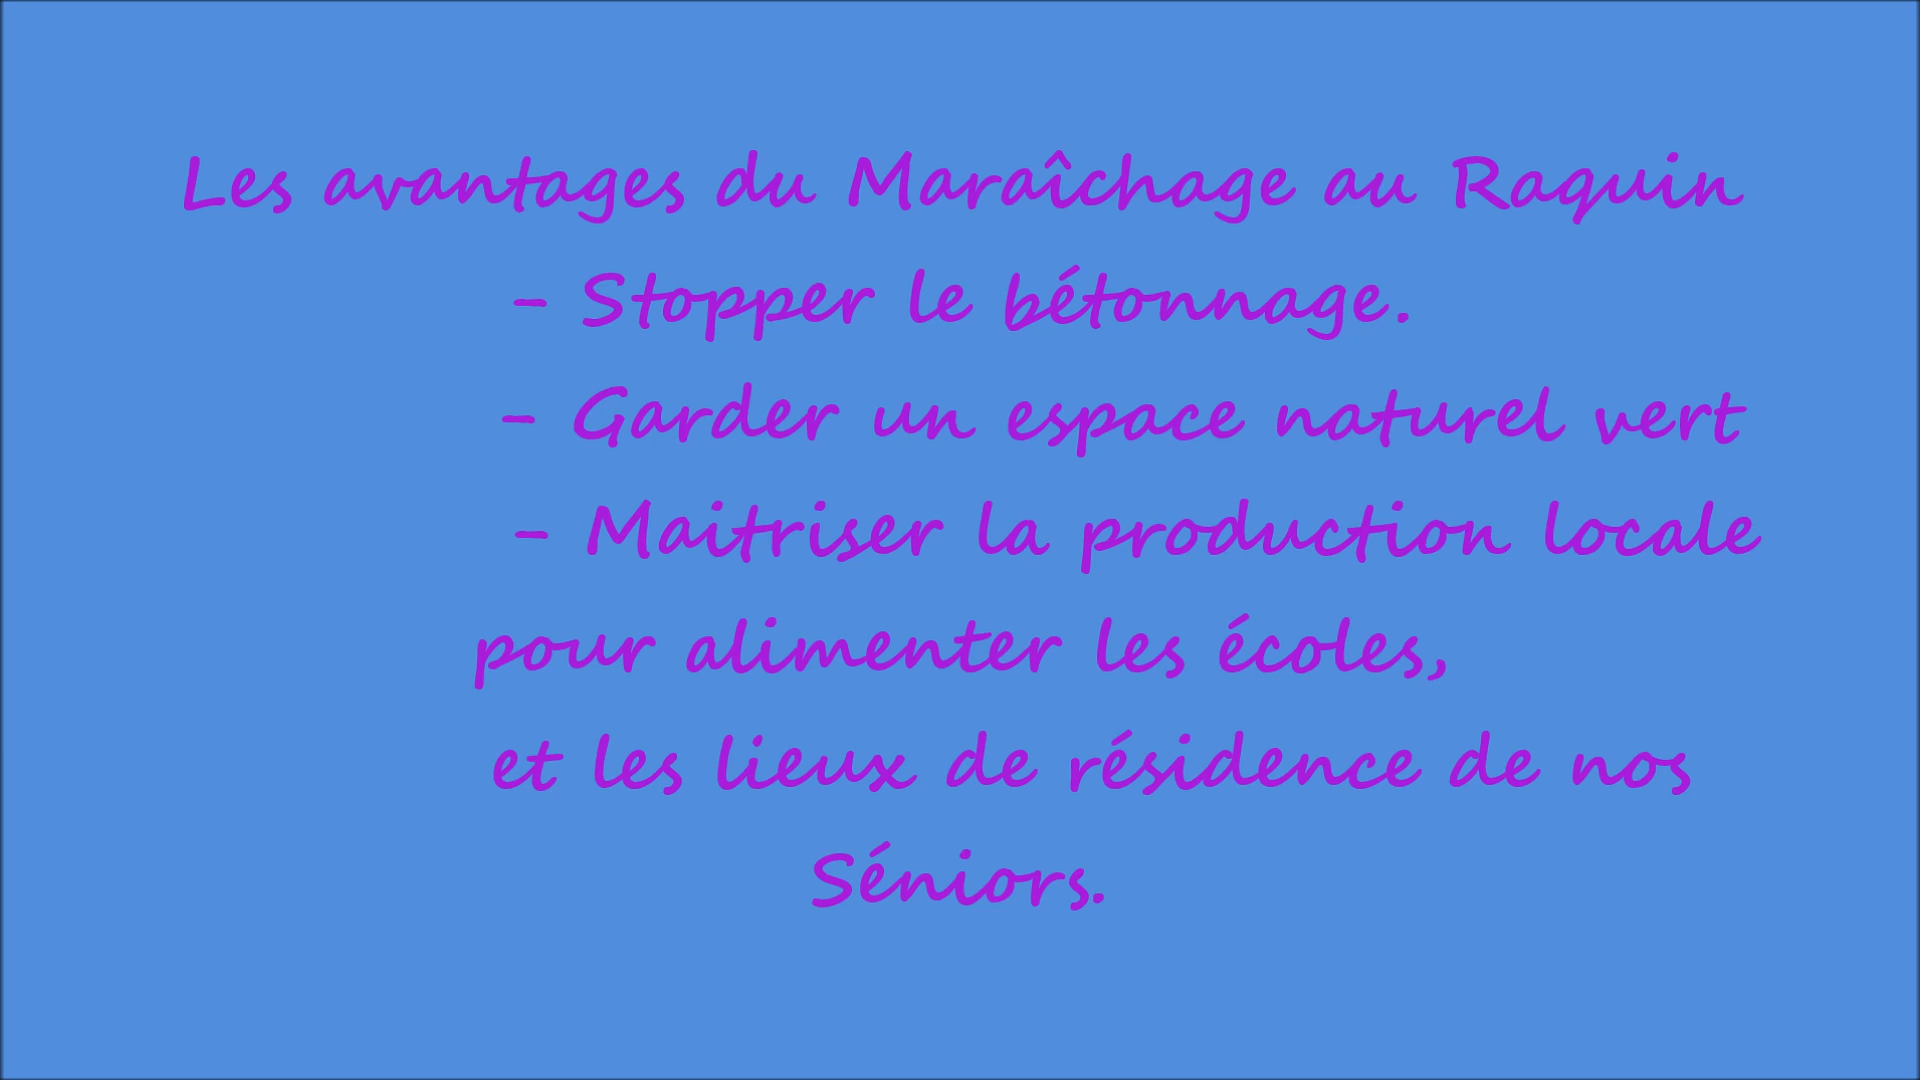 Les avantages du Maraîchage au Raquin
- Stopper le bétonnage.
- Garder un espace naturel vert
- Maitriser la production locale
pour alimenter les écoles,
et les lieux de résidence de nos
Séniors.